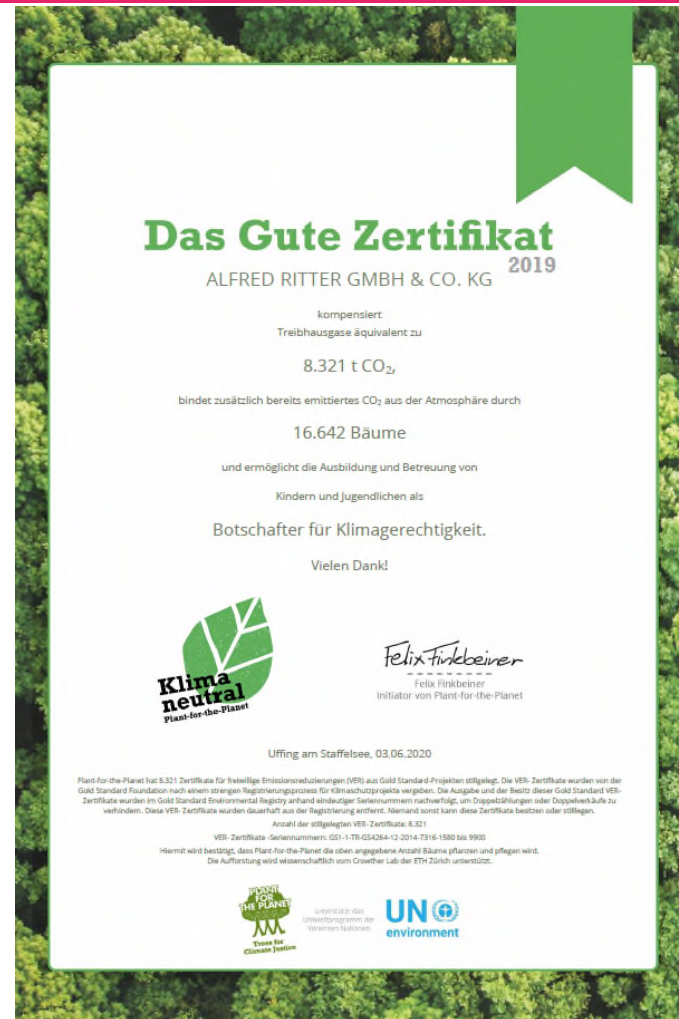 Das Gute Zertifikat
2019
ALFRED RITTER GMBH & CO. KG
kompensiert
Treibhausgase äquivalent zu
8.321 t CO₂,
bindet zusätzlich bereits emittiertes CO₂ aus der Atmosphäre durch
16.642 Bäume
und ermöglicht die Ausbildung und Betreuung von
Kindern und Jugendlichen als
Botschafter für Klimagerechtigkeit.
Vielen Dank!
Klima
neutral
Plant-for-the-Planet
Felix Finkbeiner
Felix Finkbeiner
Initiator von Plant-for-the-Planet
Uffing am Staffelsee, 03.06.2020
Plant-for-the-Planet hat 8.321 Zertifikate für freiwillige Emissionsreduzierungen (VER) aus Gold Standard-Projekten stillgelegt. Die VER- Zertifikate wurden von der
Gold Standard Foundation nach einem strengen Registrierungsprozess für Klimaschutzprojekte vergeben. Die Ausgabe und der Besitz dieser Gold Standard VER-
Zertifikate wurden im Gold Standard Environmental Registry anhand eindeutiger Seriennummern nachverfolgt, um Doppelzählungen oder Doppelverkäufe zu
verhindern. Diese VER- Zertifikate wurden dauerhaft aus der Registrierung entfernt. Niemand sonst kann diese Zertifikate besitzen oder stilllegen.
Anzahl der stillgelegten VER- Zertifikate: 8.321
VER- Zertifikate -Seriennummern: GS1-1-TR-GS4264-12-2014-7316-1580 bis 9900
Hiermit wird bestätigt, dass Plant-for-the-Planet die oben angegebene Anzahl Bäume pflanzen und pflegen wird.
Die Aufforstung wird wissenschaftlich vom Crowther Lab der ETH Zürich unterstützt.
PLANT
FOR
THE PLANET
Trees for
Climate Justice
unterstützt das
Umweltprogramm der
Vereinten Nationen
UN
environment